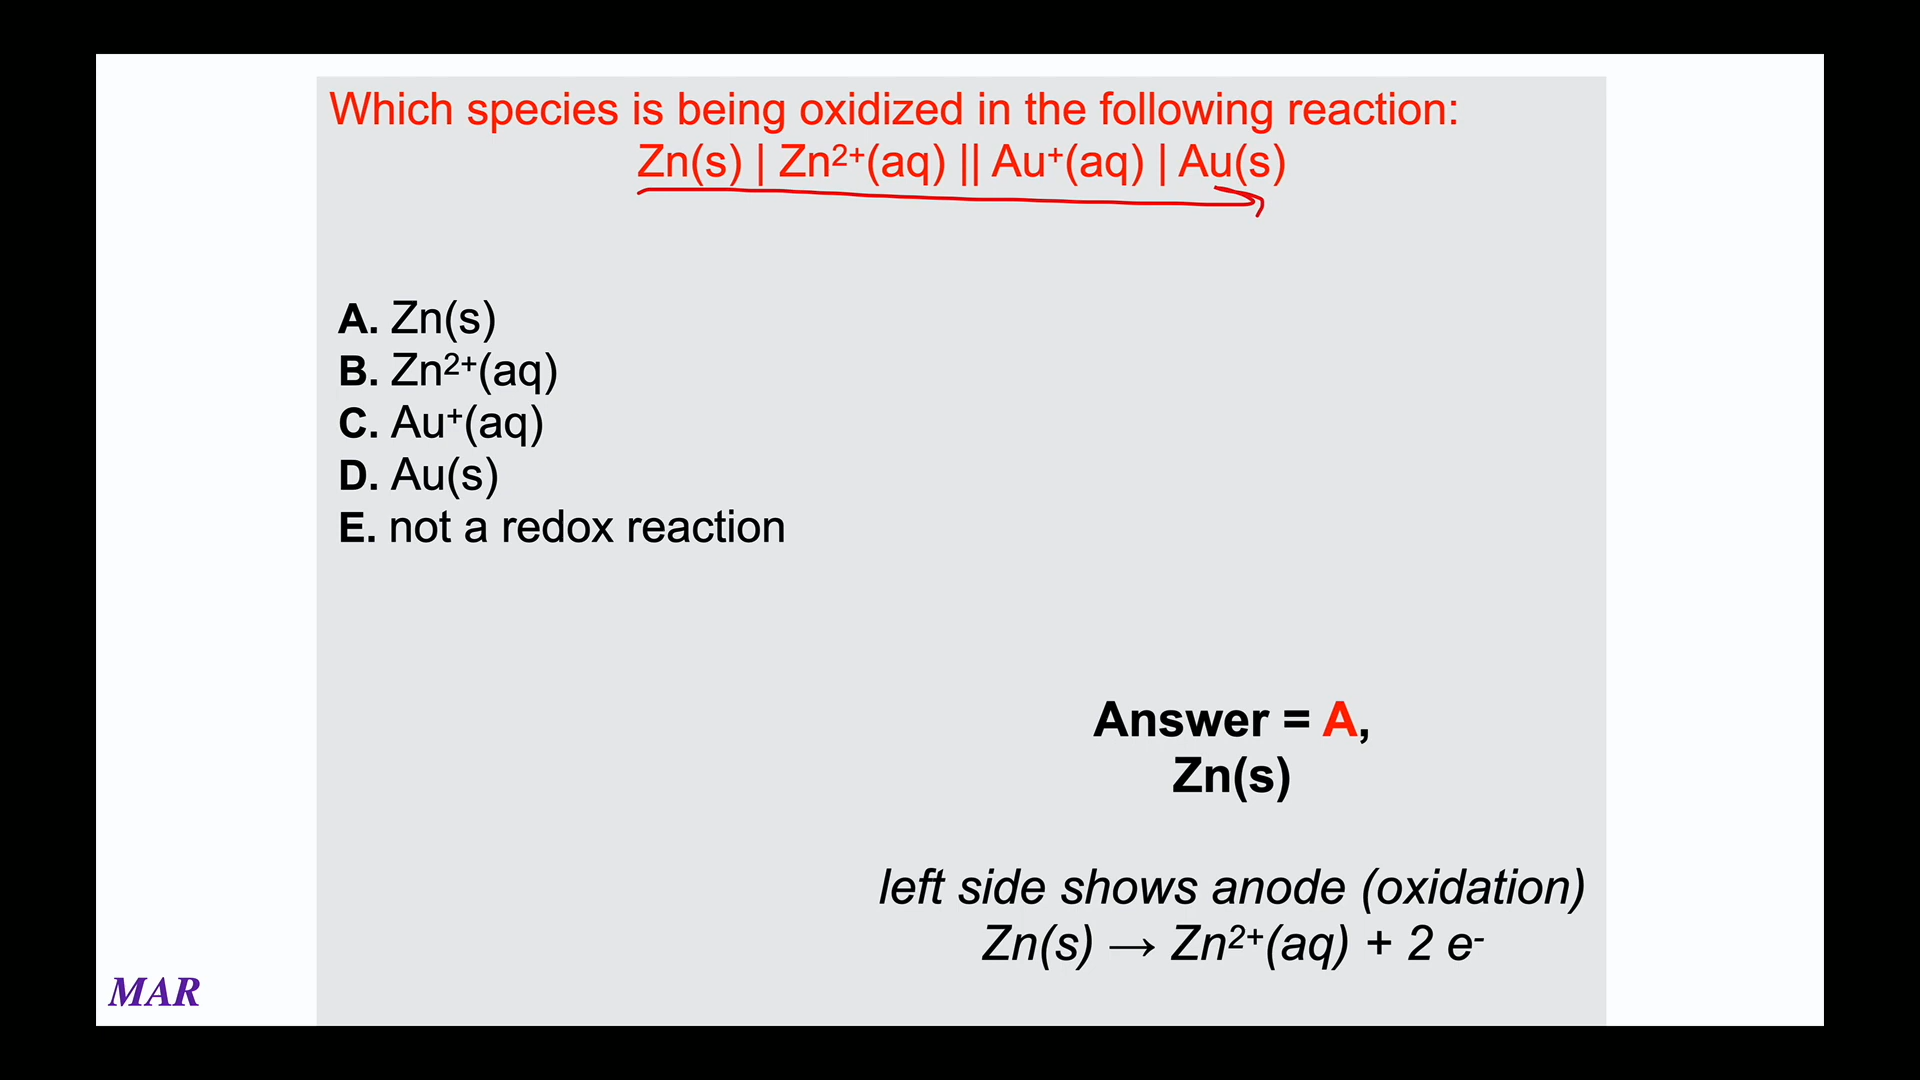 Which species is being oxidized in the following reaction:
Zn(s) | Zn²⁺(aq) || Au⁺(aq) | Au(s)
A. Zn(s)
B. Zn²⁺(aq)
C. Au⁺(aq)
D. Au(s)
E. not a redox reaction
Answer = A,
Zn(s)
left side shows anode (oxidation)
Zn(s) → Zn²⁺(aq) + 2 e⁻
MAR